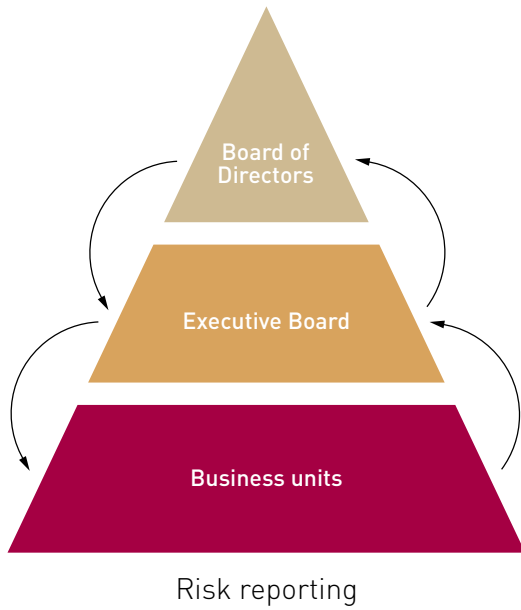 Board of
Directors
Executive Board
Business units
Risk reporting